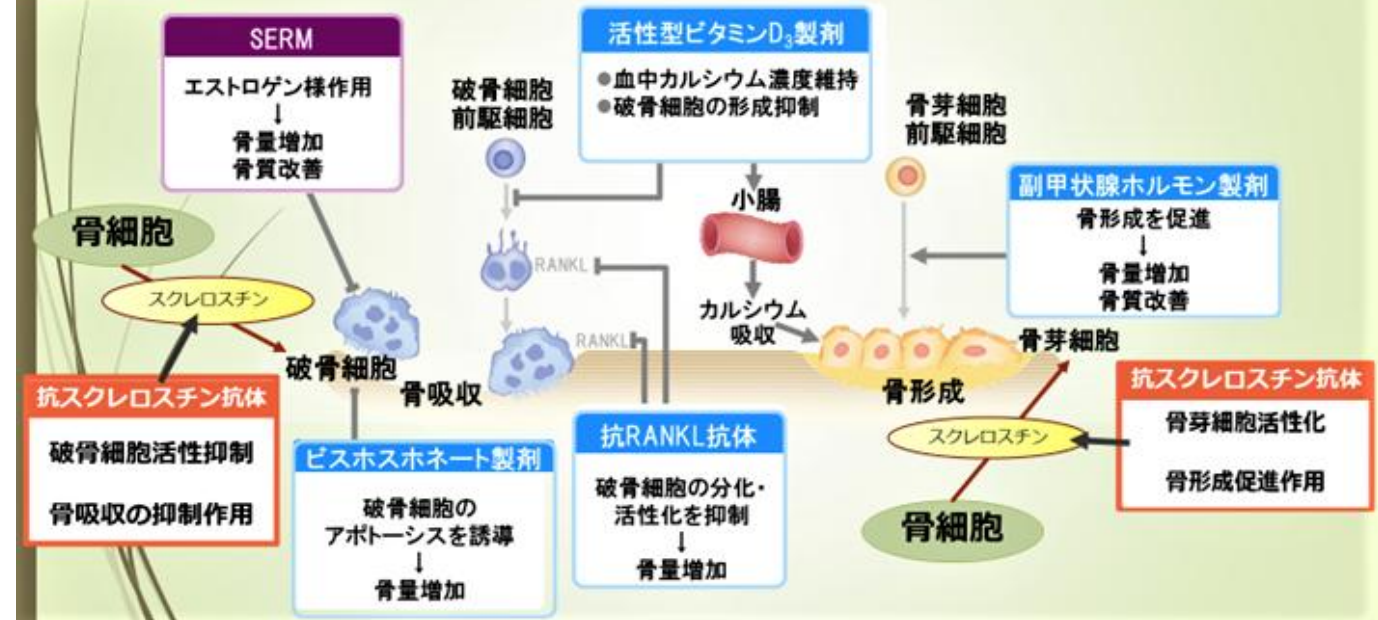 SERM
エストロゲン様作用
↓
骨量増加
骨質改善
破骨細胞
前駆細胞
活性型ビタミンD₃製剤
●血中カルシウム濃度維持
●破骨細胞の形成抑制
骨芽細胞
前駆細胞
副甲状腺ホルモン製剤
骨形成を促進
↓
骨量増加
骨質改善
小腸
カルシウム
吸収
骨細胞
スクレロスチン
RANKL
RANKL
破骨細胞
骨吸収
骨芽細胞
骨形成
抗スクレロスチン抗体
破骨細胞活性抑制
骨吸収の抑制作用
ビスホスホネート製剤
破骨細胞の
アポトーシスを誘導
↓
骨量増加
抗RANKL抗体
破骨細胞の分化・
活性化を抑制
↓
骨量増加
スクレロスチン
骨細胞
抗スクレロスチン抗体
骨芽細胞活性化
骨形成促進作用